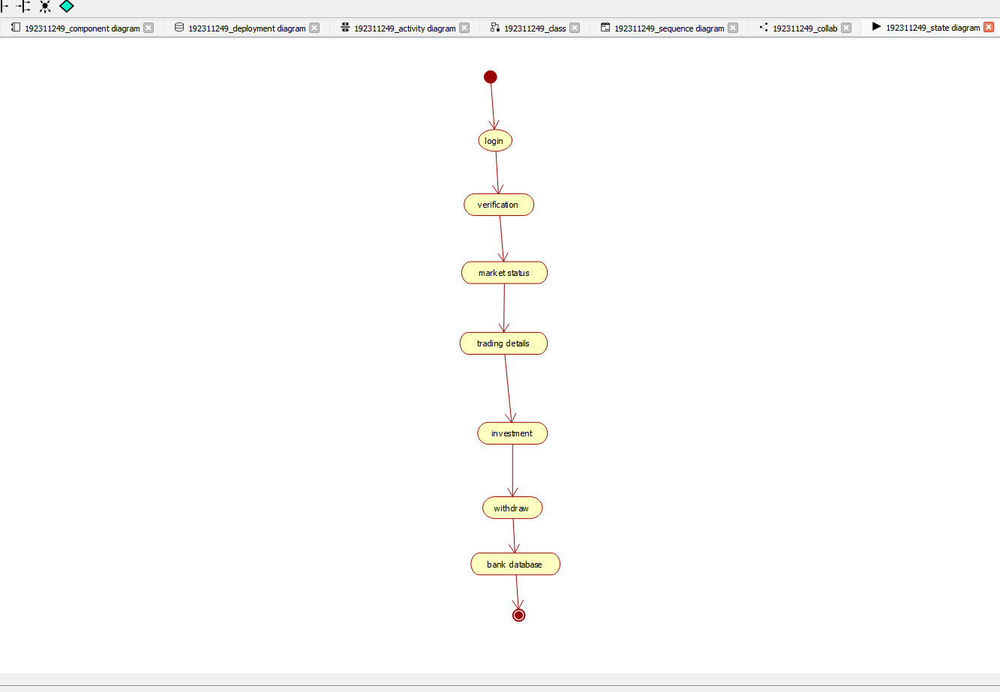 192311249_component diagram
192311249_deployment diagram
192311249_activity diagram
192311249_class
192311249_sequence diagram
192311249_collab
192311249_state diagram
login
verification
market status
trading details
investment
withdraw
bank database